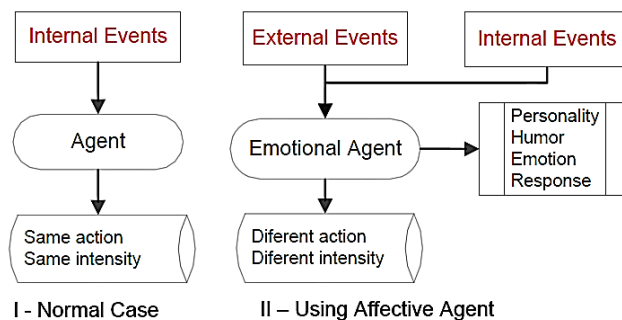 Internal Events
Agent
Same action
Same intensity
I - Normal Case
External Events
Internal Events
Emotional Agent
Personality
Humor
Emotion
Response
Diferent action
Diferent intensity
II – Using Affective Agent